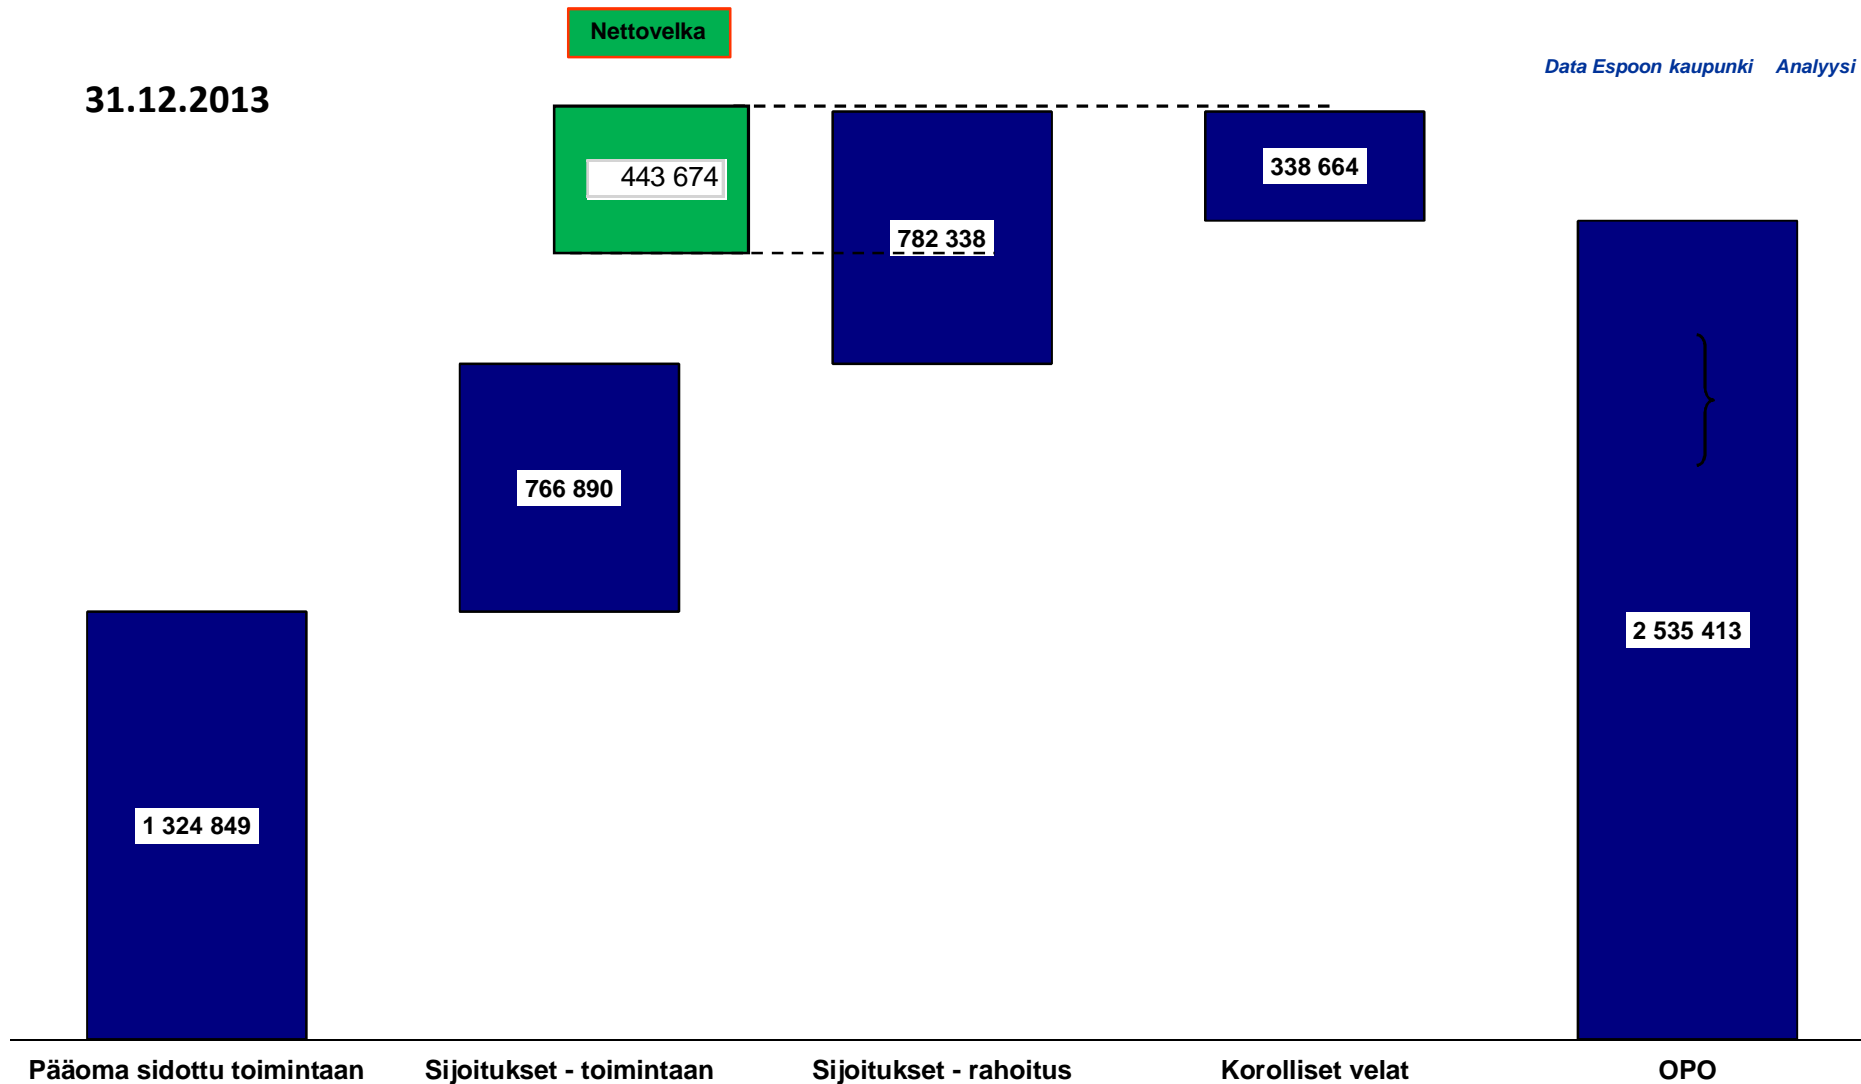 Nettovelka
Data Espoon kaupunki Analyysi
31.12.2013
443 674
338 664
782 338
766 890
2 535 413
1 324 849
Pääoma sidottu toimintaan
Sijoitukset - toimintaan
Sijoitukset - rahoitus
Korolliset velat
OPO